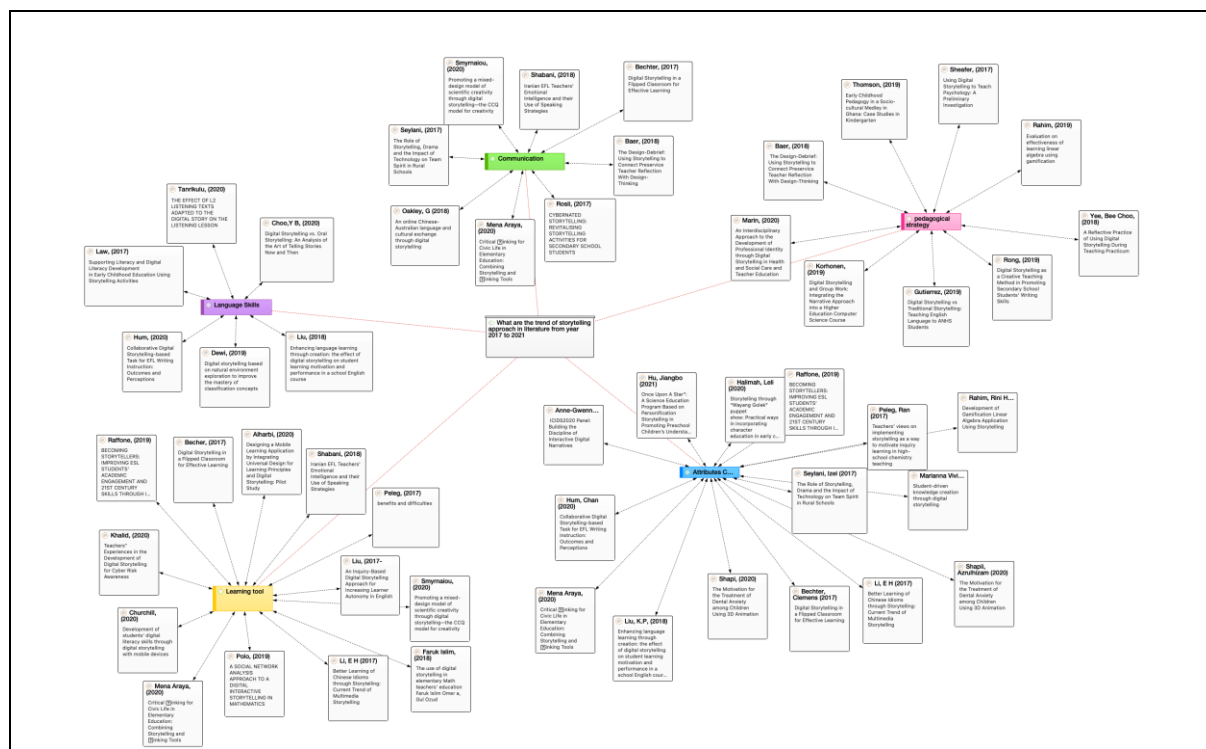 Smyrnaiou,
(2020)
Promoting a mixed-
design model of
scientific creativity
through digital
storytelling—the CCQ
model for creativity
Shabani, (2018)
Iranian EFL Teachers'
Emotional
Intelligence and their
Use of Speaking
Strategies
Bechter, (2017)
Digital Storytelling in a
Flipped Classroom for
Effective Learning
Seylani, (2017)
The Role of
Storytelling, Drama
and the Impact of
Technology on Team
Spirit in Rural
Schools
Communication
Baer, (2018)
The Design-Debrief:
Using Storytelling to
Connect Preservice
Teacher Reflection
With Design-
Thinking
Oakley, G (2018)
An online Chinese-
Australian language and
cultural exchange
through digital
storytelling
Mena Araya,
(2020)
Critical Thinking for
Civic Life in
Elementary
Education:
Combining
Storytelling and
Thinking Tools
Rosli, (2017)
CYBERNATED
STORYTELLING:
REVITALISING
STORYTELLING
ACTIVITIES FOR
SECONDARY SCHOOL
STUDENTS
Thomson, (2019)
Early Childhood
Pedagogy in a Socio-
cultural Medley in
Ghana: Case Studies in
Kindergarten
Sheafer, (2017)
Using Digital
Storytelling to Teach
Psychology: A
Preliminary
Investigation
Rahim, (2019)
Evaluation on
effectiveness of
learning linear
algebra using
gamification
Baer, (2018)
The Design-Debrief:
Using Storytelling to
Connect Preservice
Teacher Reflection
With Design-Thinking
pedagogical
strategy
Marin, (2020)
An Interdisciplinary
Approach to the
Development of
Professional Identity
through Digital
Storytelling in Health
and Social Care and
Teacher Education
Yee, Bee Choo,
(2018)
A Reflective Practice
of Using Digital
Storytelling During
Teaching Practicum
Korhonen,
(2019)
Digital Storytelling
and Group Work:
Integrating the
Narrative Approach
into a Higher
Education Computer
Science Course
Gutierrez, (2019)
Digital Storytelling vs
Traditional Storytelling:
Teaching English
Language to ANHS
Students
Rong, (2019)
Digital Storytelling as
a Creative Teaching
Method in Promoting
Secondary School
Students' Writing Skills
Tanrikulu, (2020)
THE EFFECT OF L2
LISTENING TEXTS
ADAPTED TO THE
DIGITAL STORY ON THE
LISTENING LESSON
Choo,Y B, (2020)
Digital Storytelling vs. Oral
Storytelling: An Analysis of
the Art of Telling Stories
Now and Then
Law, (2017)
Supporting Literacy and Digital
Literacy Development
in Early Childhood Education Using
Storytelling Activities
Language Skills
Hum, (2020)
Collaborative Digital
Storytelling-based
Task for EFL Writing
Instruction:
Outcomes and
Perceptions
Dewi, (2019)
Digital storytelling based
on natural environment
exploration to improve
the mastery of
classification concepts
Liu, (2018)
Enhancing language learning
through creation: the effect of
digital storytelling on student
learning motivation and
performance in a school English
course
What are the trend of storytelling
approach in literature from year
2017 to 2021
Raffone, (2019)
BECOMING
STORYTELLERS:
IMPROVING ESL
STUDENTS'
ACADEMIC
ENGAGEMENT AND
21ST CENTURY
SKILLS THROUGH I...
Becher, (2017)
Digital Storytelling in
a Flipped Classroom
for Effective Learning
Alharbi, (2020)
Designing a Mobile
Learning Application by
Integrating Universal
Design for Learning
Principles and Digital
Storytelling: Pilot
Study
Shabani, (2018)
Iranian EFL Teachers'
Emotional
Intelligence and their
Use of Speaking
Strategies
Peleg, (2017)
benefits and difficulties
Khalid, (2020)
Teachers'
Experiences in the
Development of
Digital Storytelling
for Cyber Risk
Awareness
Liu, (2017-
An Inquiry-Based
Digital Storytelling
Approach for
Increasing Learner
Autonomy in English
Smyrnaiou,
(2020)
Promoting a mixed-
design model of
scientific creativity
through digital
storytelling—the CCQ
model for creativity
Learning tool
Churchill,
(2020)
Development of
students' digital
literacy skills through
digital storytelling
with mobile devices
Mena Araya,
(2020)
Critical Thinking for
Civic Life in
Elementary
Education:
Combining
Storytelling and
Thinking Tools
Polo, (2019)
A SOCIAL NETWORK
ANALYSIS
APPROACH TO A
DIGITAL
INTERACTIVE
STORYTELLING IN
MATHEMATICS
Li, E H (2017)
Better Learning of
Chinese Idioms
through Storytelling:
Current Trend of
Multimedia
Storytelling
Faruk Islim,
(2018)
The use of digital
storytelling in
elementary Math
teachers' education
Faruk Islim Omer a,
Gul Ozud
Anne-Gwenn...
ICIDS2020 Panel:
Building the
Discipline of
Interactive Digital
Narratives
Hu, Jiangbo
(2021)
Once Upon A Star":
A Science Education
Program Based on
Personification
Storytelling in
Promoting Preschool
Children's Understa...
Halimah, Leli
(2020)
Storytelling through
"Wayang Golek"
puppet
show: Practical ways
in incorporating
character
education in early c...
Raffone, (2019)
BECOMING
STORYTELLERS:
IMPROVING ESL
STUDENTS'
ACADEMIC
ENGAGEMENT AND
21ST CENTURY
SKILLS THROUGH I...
Peleg, Ran
(2017)
Teachers' views on
implementing
storytelling as a way
to motivate inquiry
learning in high-
school chemistry
teaching
Rahim, Rini H...
Development of
Gamification Linear
Algebra Application
Using Storytelling
Attributes C...
Seylani, Izei (2017)
The Role of Storytelling,
Drama and the Impact of
Technology on Team
Spirit in Rural Schools
Marianna Vivi...
Student-driven
knowledge creation
through digital
storytelling
Hum, Chan
(2020)
Collaborative Digital
Storytelling-based
Task for EFL Writing
Instruction:
Outcomes and
Perceptions
Mena Araya,
(2020)
Critical Thinking for
Civic Life in
Elementary
Education:
Combining
Storytelling and
Thinking Tools
Liu, K.P, (2018)
Enhancing language
learning through
creation: the effect
of digital storytelling
on student learning
motivation and
performance in a
school English cour...
Shapi, (2020)
The Motivation for
the Treatment of
Dental Anxiety
among Children
Using 3D Animation
Bechter,
Clemens (2017)
Digital Storytelling in
a Flipped Classroom
for Effective Learning
Li, E H (2017)
Better Learning of
Chinese Idioms
through Storytelling:
Current Trend of
Multimedia
Storytelling
Shapii,
Azrulhizam (2020)
The Motivation for
the Treatment of
Dental Anxiety
among Children
Using 3D Animation